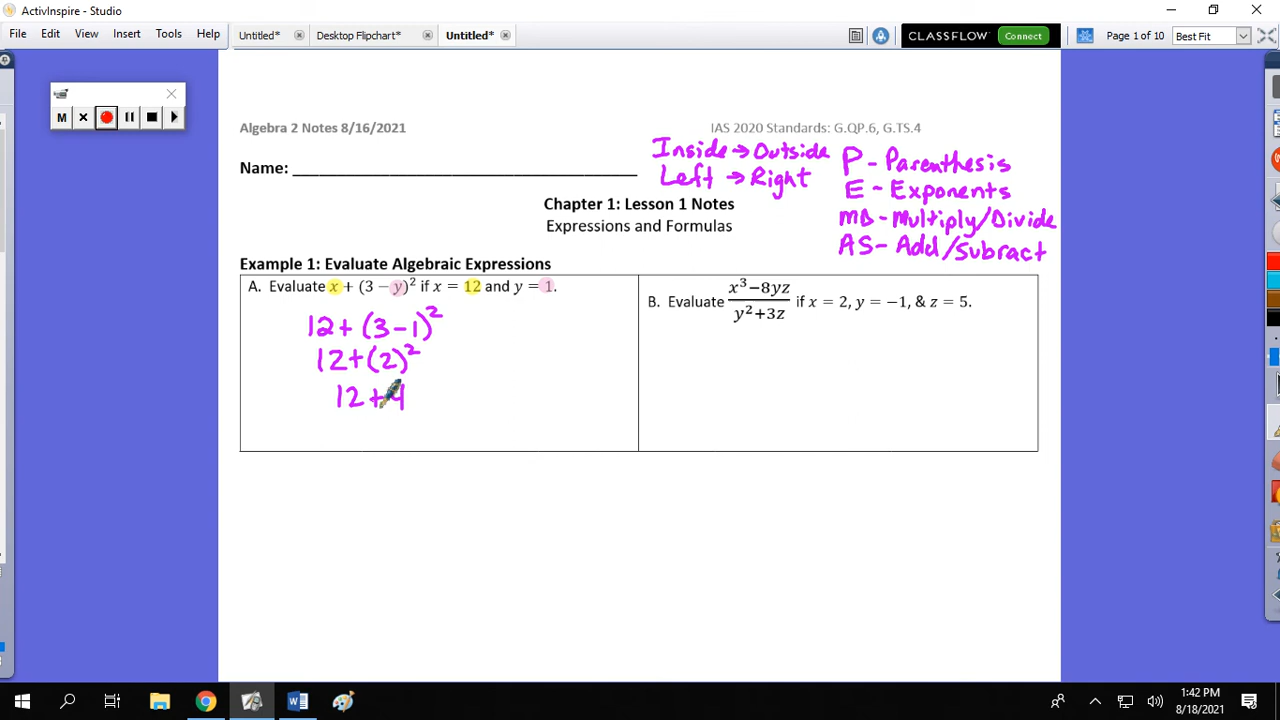 ActivInspire - Studio
File Edit View Insert Tools Help Untitled* Desktop Flipchart* Untitled* CLASSFLOW Connect Page 1 of 10 Best Fit
M
Algebra 2 Notes 8/16/2021 IAS 2020 Standards: G.QP.6, G.TS.4
Inside → Outside
Left → Right
P - Parenthesis
E - Exponents
MD - Multiply/Divide
AS - Add/Subtract
Name: ___________________________________
Chapter 1: Lesson 1 Notes
Expressions and Formulas
Example 1: Evaluate Algebraic Expressions
A. Evaluate x + (3 − y)² if x = 12 and y = 1.
12 + (3 − 1)²
12 + (2)²
12 + 4
B. Evaluate x³−8yz / y²+3z if x = 2, y = −1, & z = 5.
1:42 PM
8/18/2021